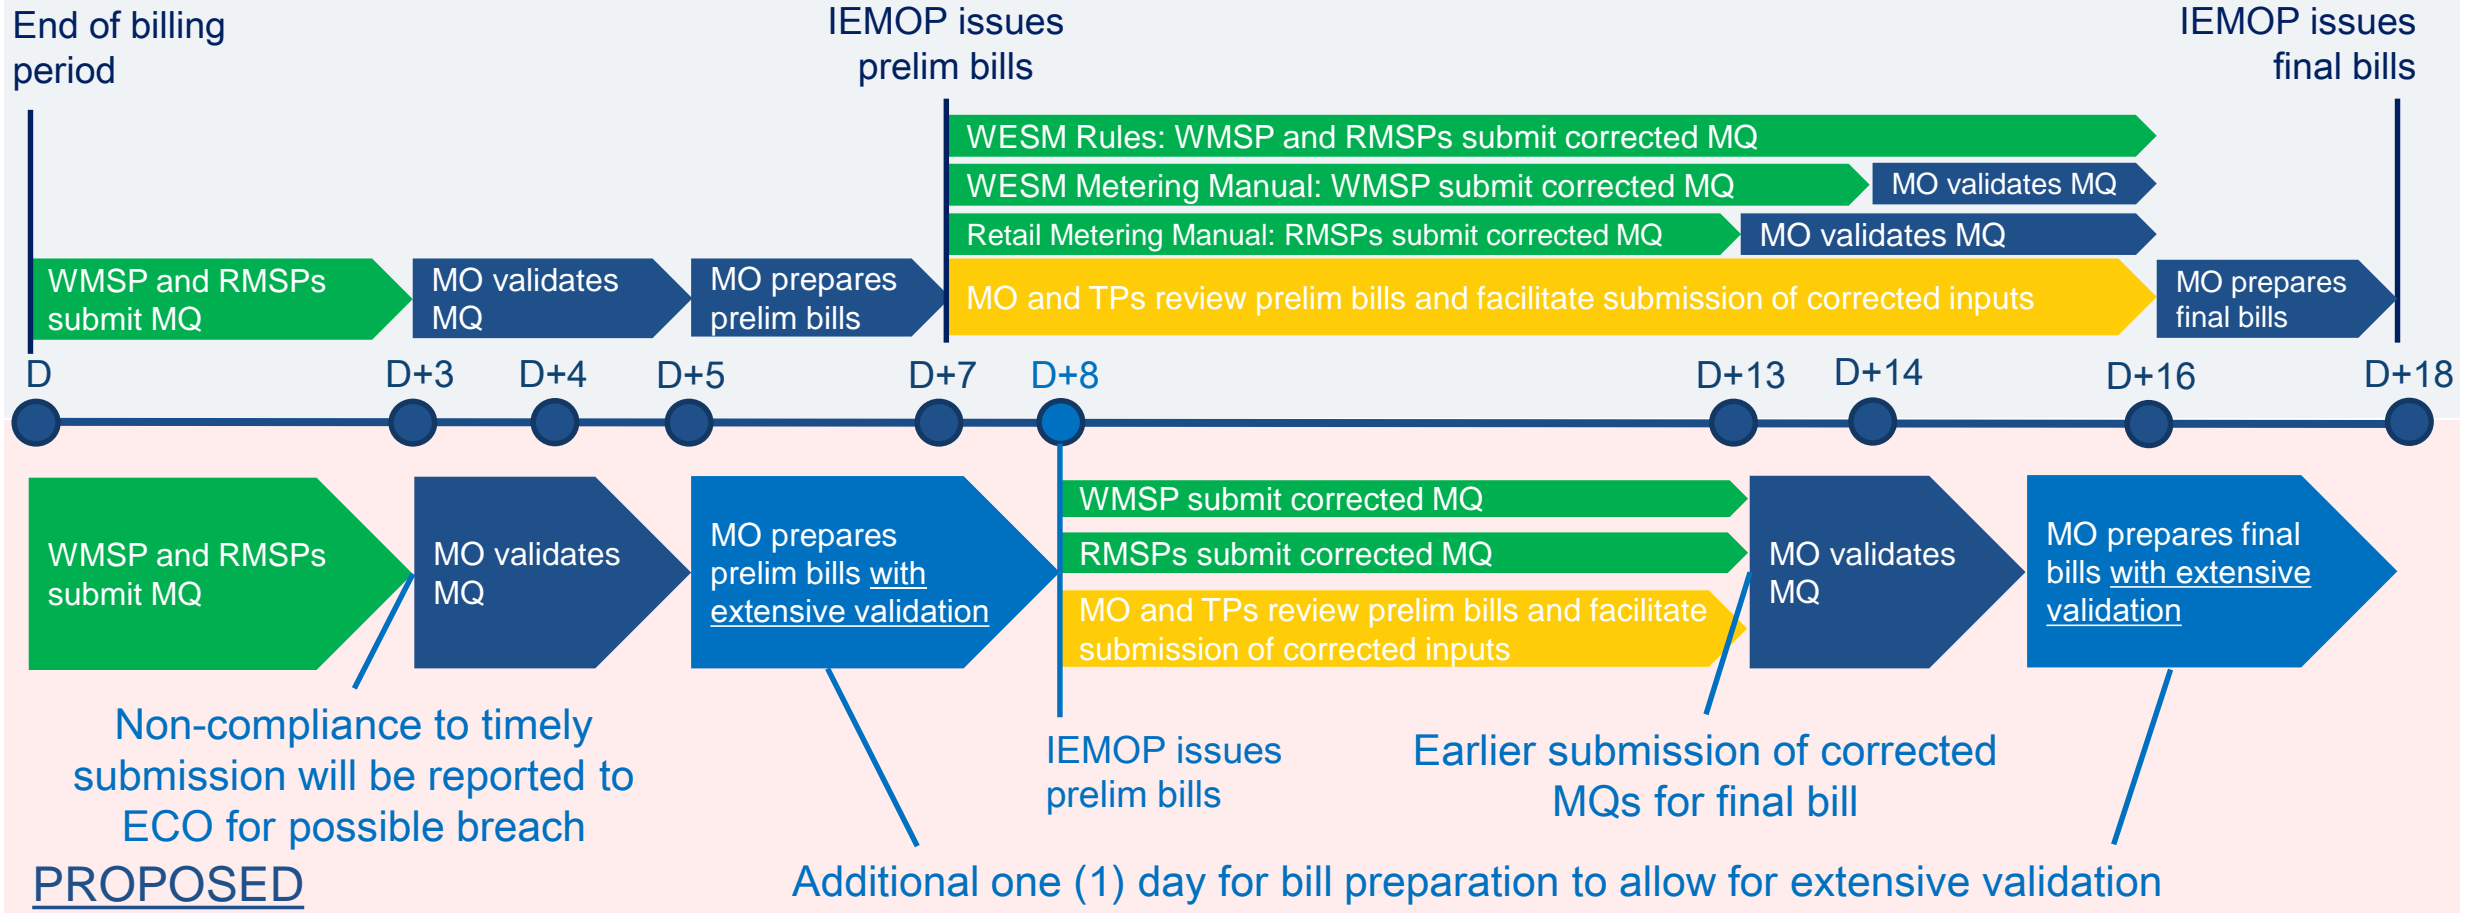 End of billing
period
IEMOP issues
prelim bills
IEMOP issues
final bills
WESM Rules: WMSP and RMSPs submit corrected MQ
WESM Metering Manual: WMSP submit corrected MQ
MO validates MQ
Retail Metering Manual: RMSPs submit corrected MQ
MO validates MQ
WMSP and RMSPs
submit MQ
MO validates
MQ
MO prepares
prelim bills
MO and TPs review prelim bills and facilitate submission of corrected inputs
MO prepares
final bills
D
D+3
D+4
D+5
D+7
D+8
D+13
D+14
D+16
D+18
WMSP and RMSPs
submit MQ
MO validates
MQ
MO prepares
prelim bills with
extensive validation
WMSP submit corrected MQ
RMSPs submit corrected MQ
MO and TPs review prelim bills and facilitate
submission of corrected inputs
MO validates
MQ
MO prepares final
bills with extensive
validation
Non-compliance to timely
submission will be reported to
ECO for possible breach
IEMOP issues
prelim bills
Earlier submission of corrected
MQs for final bill
PROPOSED
Additional one (1) day for bill preparation to allow for extensive validation